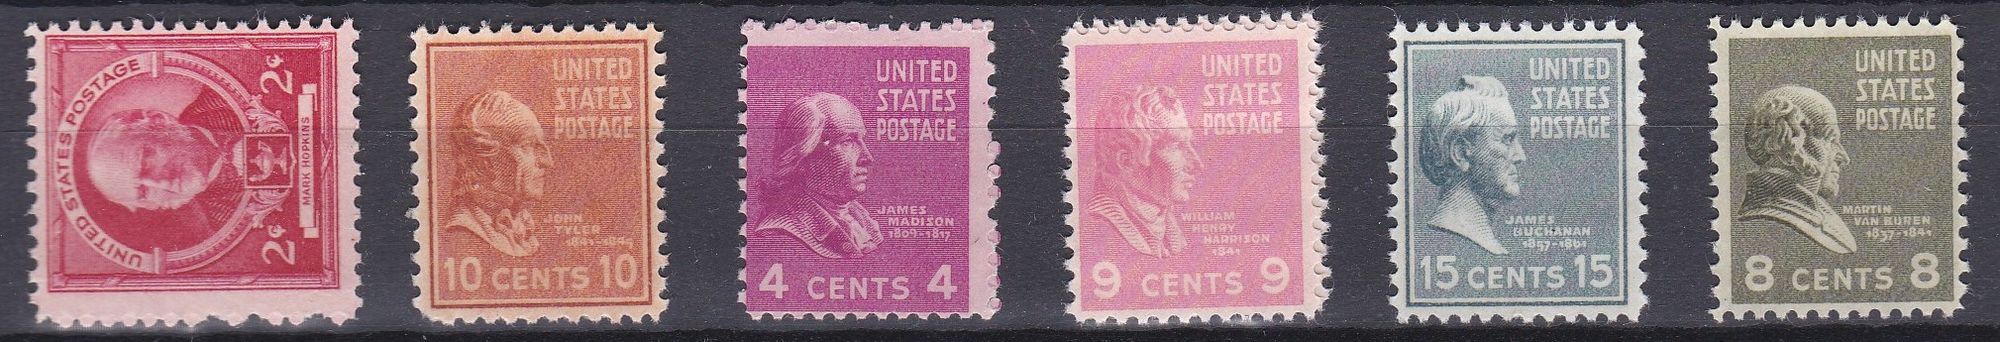 UNITED STATES POSTAGE
2¢
MARK HOPKINS
2¢
UNITED
STATES
POSTAGE
JOHN
TYLER
1841-1845
10 CENTS 10
UNITED
STATES
POSTAGE
JAMES
MADISON
1809-1817
4 CENTS 4
UNITED
STATES
POSTAGE
WILLIAM
HENRY
HARRISON
1841
9 CENTS 9
UNITED
STATES
POSTAGE
JAMES
BUCHANAN
1857-1861
15 CENTS 15
UNITED
STATES
POSTAGE
MARTIN
VAN BUREN
1837-1841
8 CENTS 8